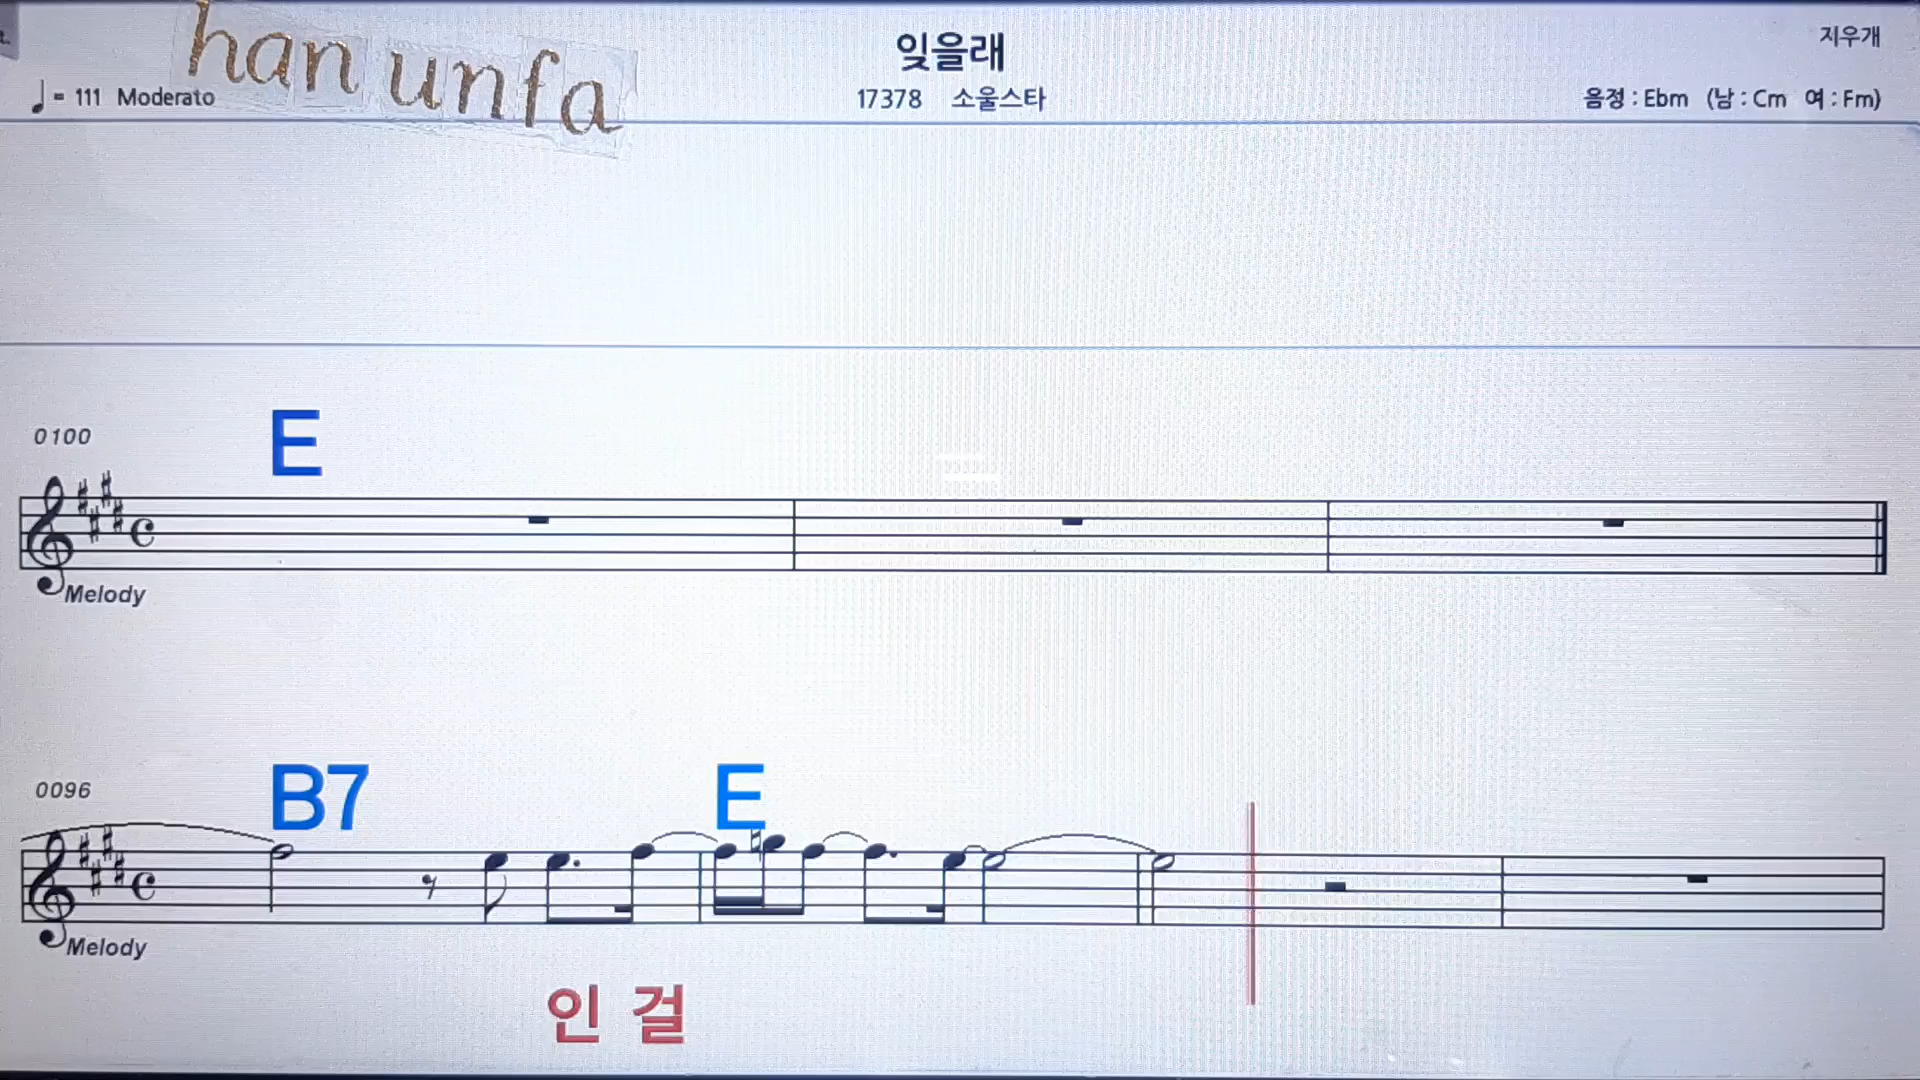 han unfa
잊을래
지우개
♩= 111 Moderato
17378 소울스타
음정 : Ebm (남 : Cm 여 : Fm)
0100
E
Melody
0096
B7 E
Melody
인 걸